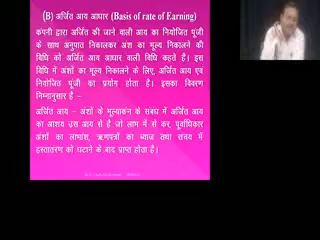 (B) अर्जित आय आधार (Basis of rate of Earning)
कंपनी द्वारा अर्जित की जाने वाली आय का नियोजित पूंजी
के साथ अनुपात निकालकर अंश का मूल्य निकालने की
विधि को अर्जित आय आधार वाली विधि कहते है। इस
विधि में अंशों का मूल्य निकालने के लिए, अर्जित आय एवं
नियोजित पूंजी का प्रयोग होता है। इसका विवरण
निम्नानुसार है –
अर्जित आय – अंशों के मूल्यांकन के संबंध में अर्जित आय
का आशय उस आय से है जो लाभ में से कर, पूर्वाधिकार
अंशों का लाभांश, ऋणपत्रों का ब्याज तथा संचय में
हस्तातरण को घटाने के बाद प्राप्त होता है।